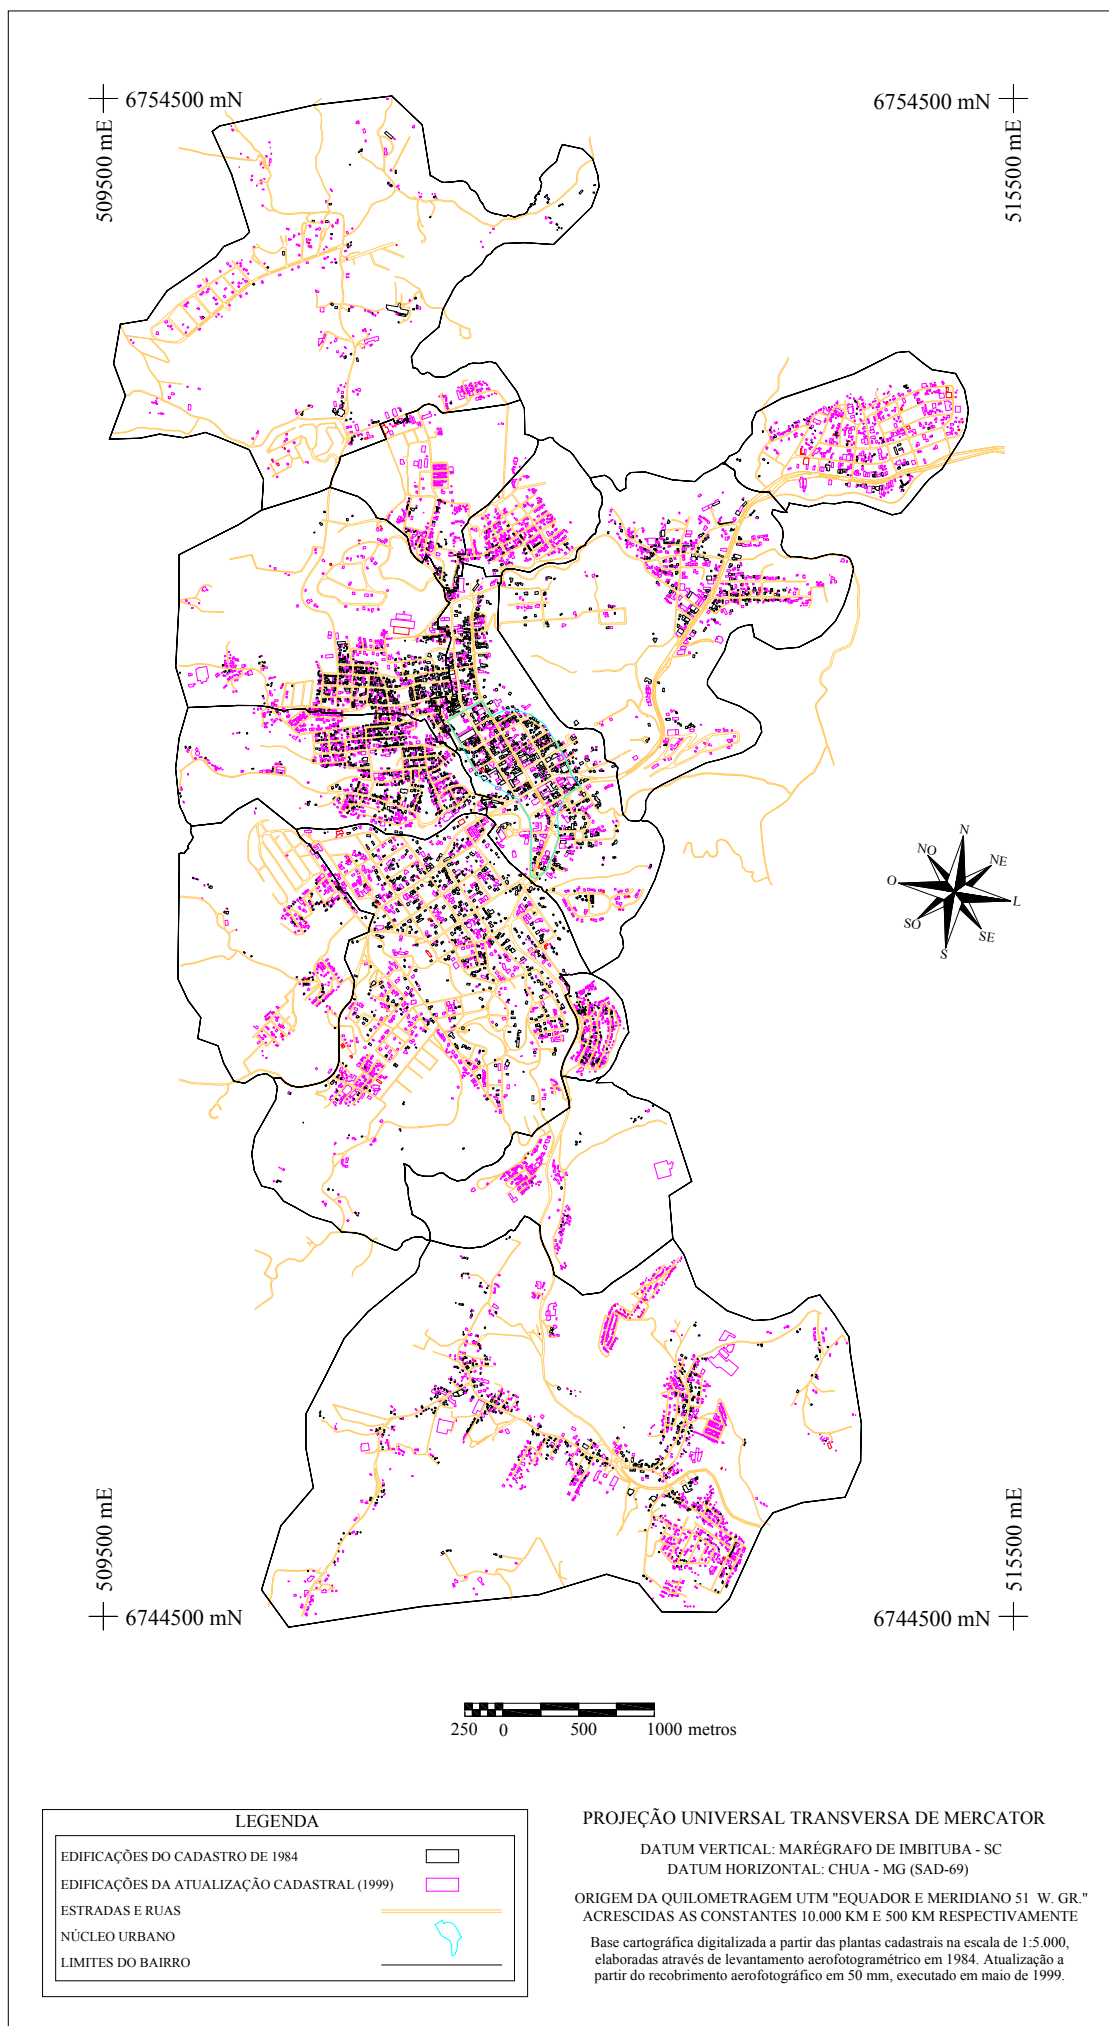 6754500 mN
6754500 mN
509500 mE
515500 mE
N
NO
NE
O
L
SO
SE
S
509500 mE
515500 mE
6744500 mN
6744500 mN
250 0 500 1000 metros
LEGENDA
EDIFICAÇÕES DO CADASTRO DE 1984
EDIFICAÇÕES DA ATUALIZAÇÃO CADASTRAL (1999)
ESTRADAS E RUAS
NÚCLEO URBANO
LIMITES DO BAIRRO
PROJEÇÃO UNIVERSAL TRANSVERSA DE MERCATOR
DATUM VERTICAL: MARÉGRAFO DE IMBITUBA - SC
DATUM HORIZONTAL: CHUA - MG (SAD-69)
ORIGEM DA QUILOMETRAGEM UTM "EQUADOR E MERIDIANO 51 W. GR."
ACRESCIDAS AS CONSTANTES 10.000 KM E 500 KM RESPECTIVAMENTE
Base cartográfica digitalizada a partir das plantas cadastrais na escala de 1:5.000,
elaboradas através de levantamento aerofotogramétrico em 1984. Atualização a
partir do recobrimento aerofotográfico em 50 mm, executado em maio de 1999.